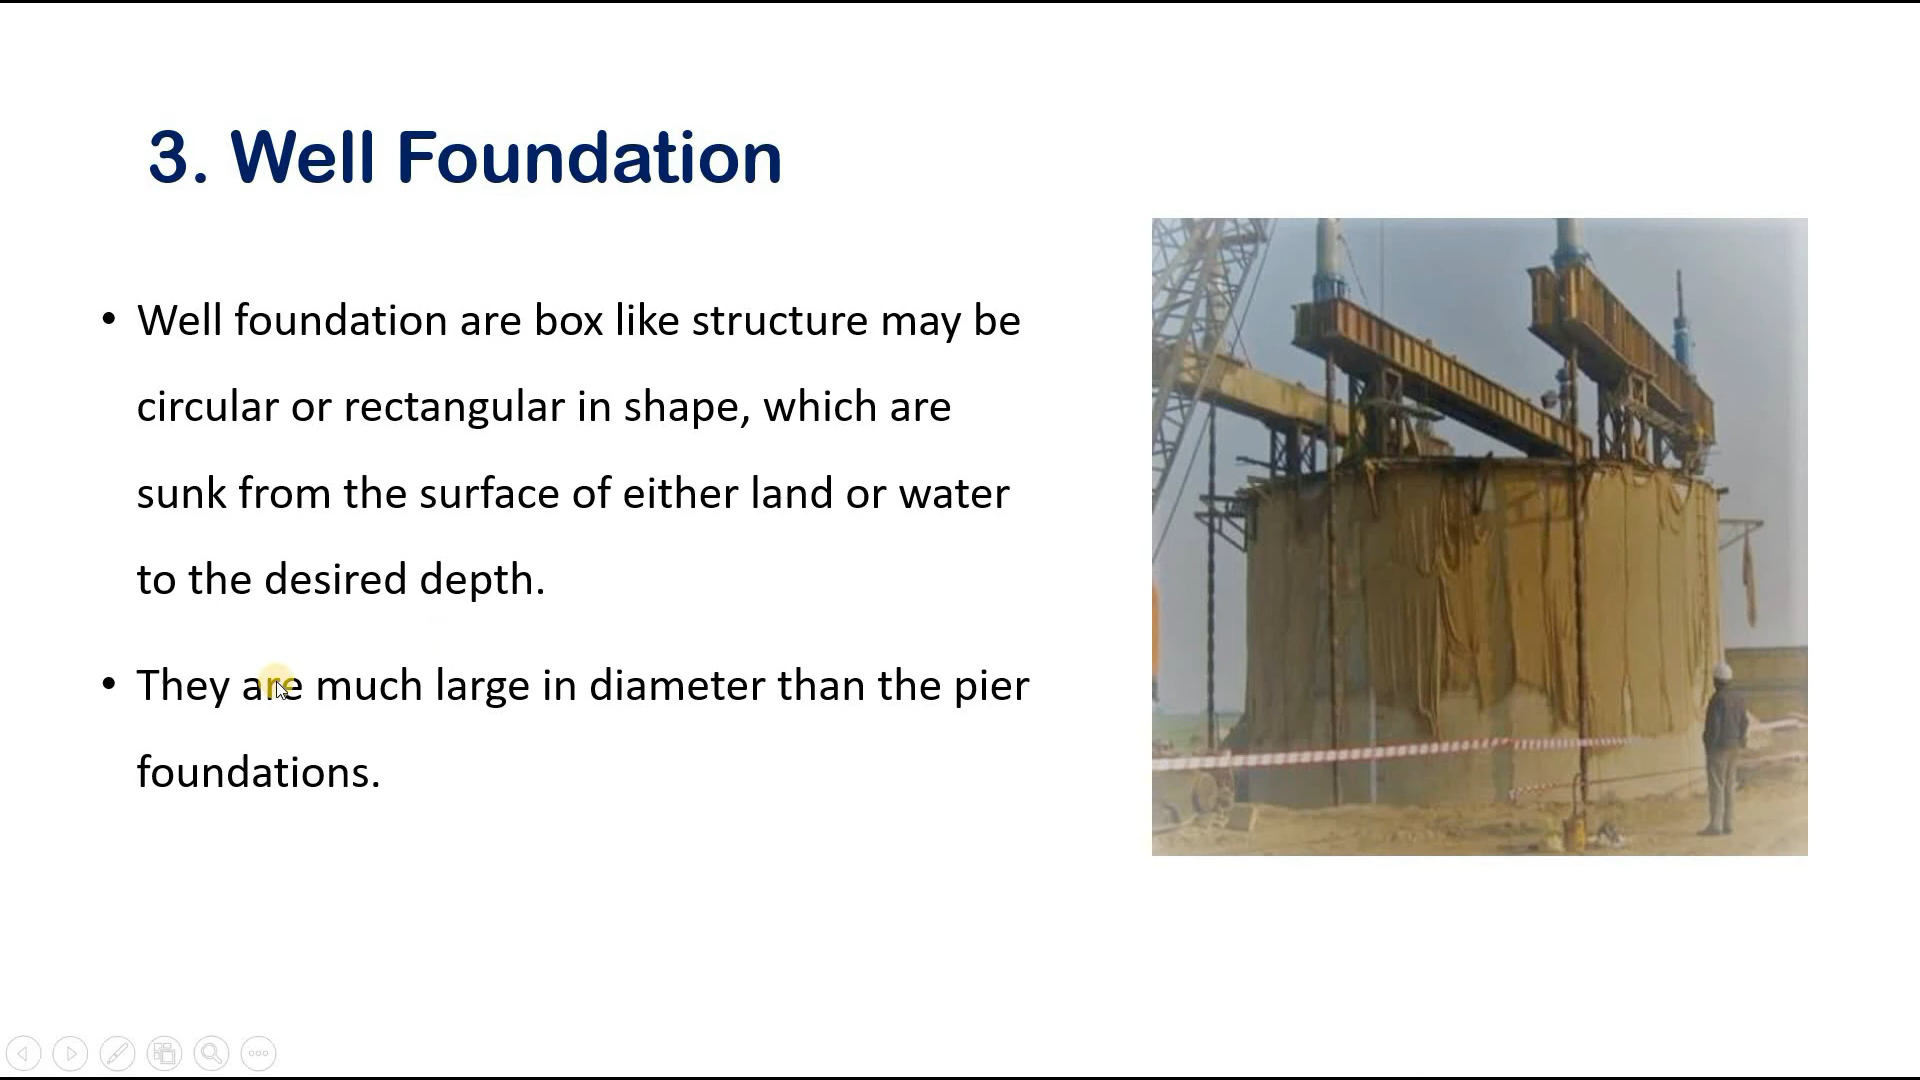 3. Well Foundation
• Well foundation are box like structure may be
circular or rectangular in shape, which are
sunk from the surface of either land or water
to the desired depth.
• They are much large in diameter than the pier
foundations.